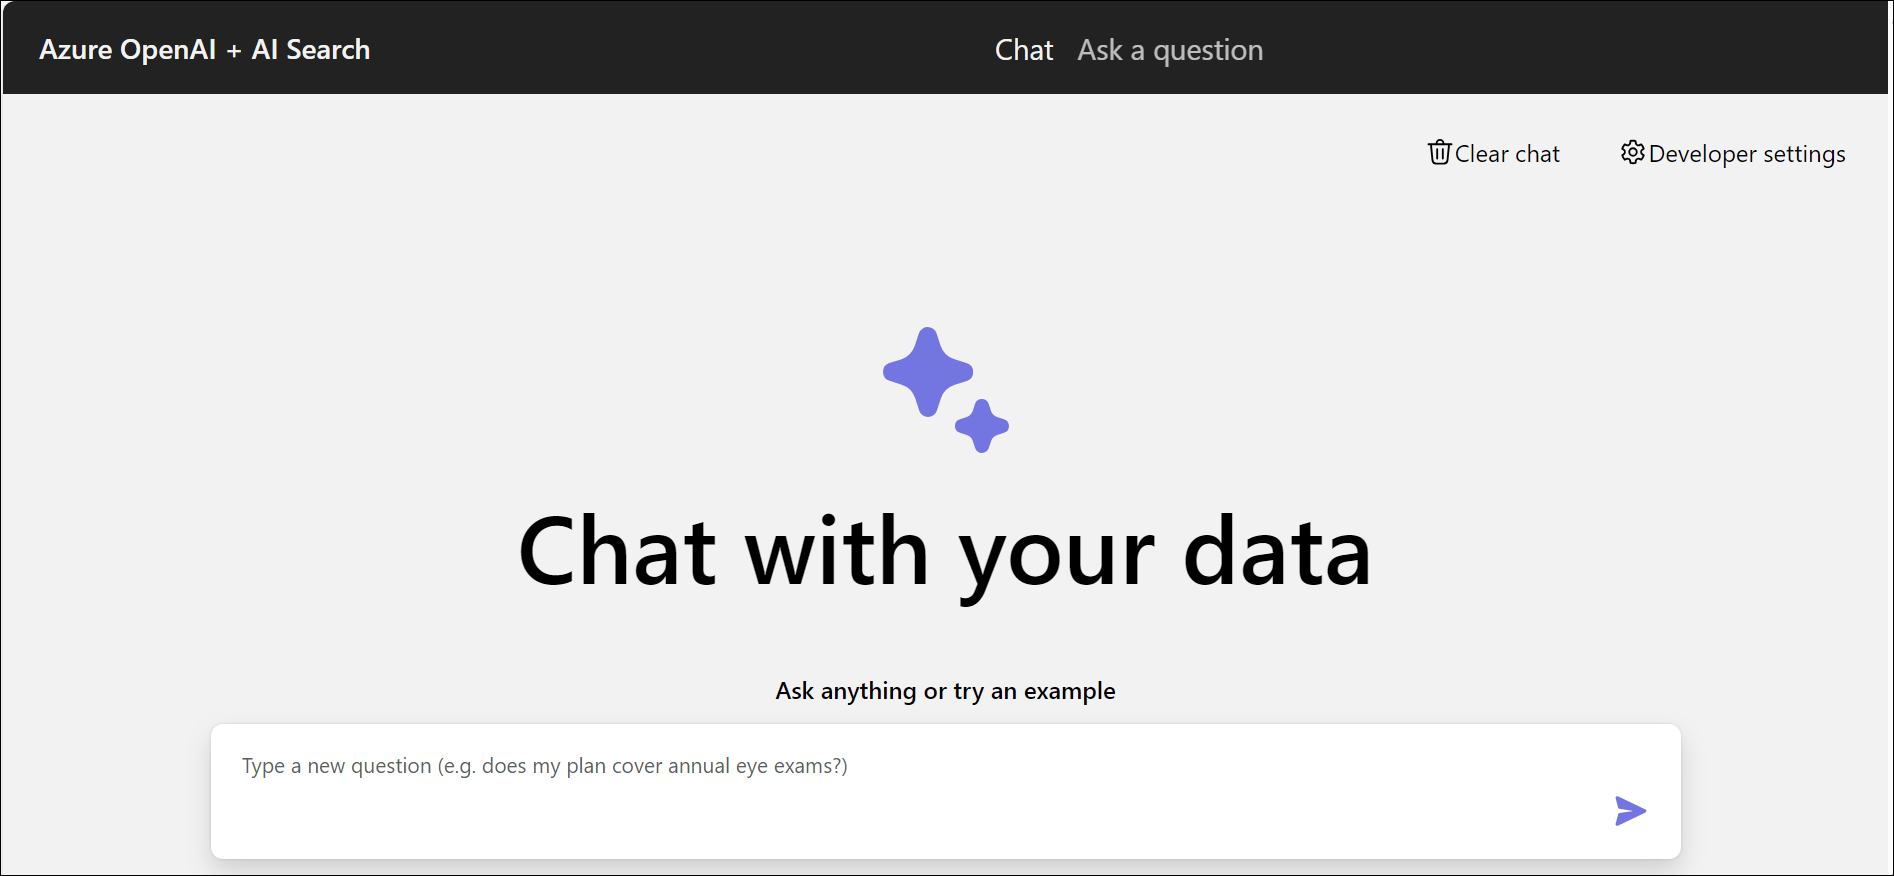 Azure OpenAI + AI Search
Chat Ask a question
Clear chat Developer settings
Chat with your data
Ask anything or try an example
Type a new question (e.g. does my plan cover annual eye exams?)